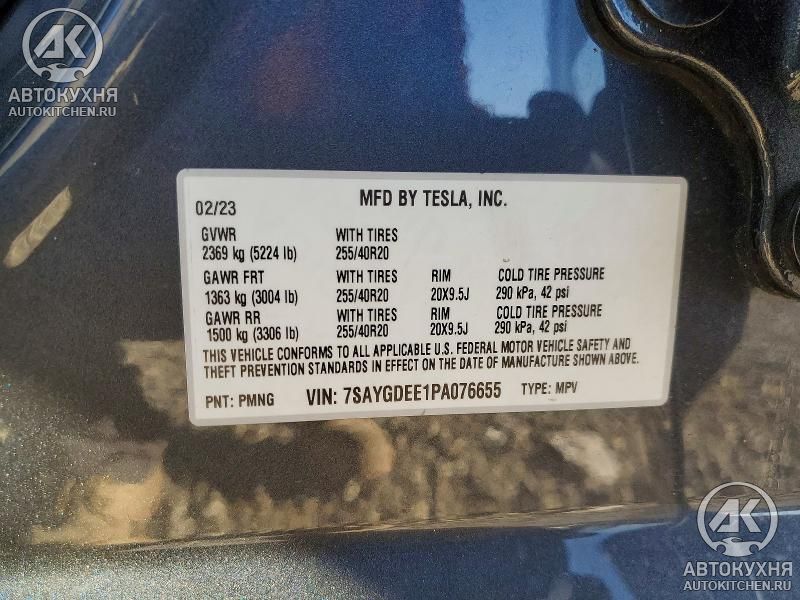 AK
АВТОКУХНЯ
AUTOKITCHEN.RU
02/23 MFD BY TESLA, INC.
GVWR WITH TIRES
2369 kg (5224 lb) 255/40R20
GAWR FRT WITH TIRES RIM COLD TIRE PRESSURE
1363 kg (3004 lb) 255/40R20 20X9.5J 290 kPa, 42 psi
GAWR RR WITH TIRES RIM COLD TIRE PRESSURE
1500 kg (3306 lb) 255/40R20 20X9.5J 290 kPa, 42 psi
THIS VEHICLE CONFORMS TO ALL APPLICABLE U.S. FEDERAL MOTOR VEHICLE SAFETY AND
THEFT PREVENTION STANDARDS IN EFFECT ON THE DATE OF MANUFACTURE SHOWN ABOVE.
PNT: PMNG VIN: 7SAYGDEE1PA076655 TYPE: MPV
AK
АВТОКУХНЯ
AUTOKITCHEN.RU